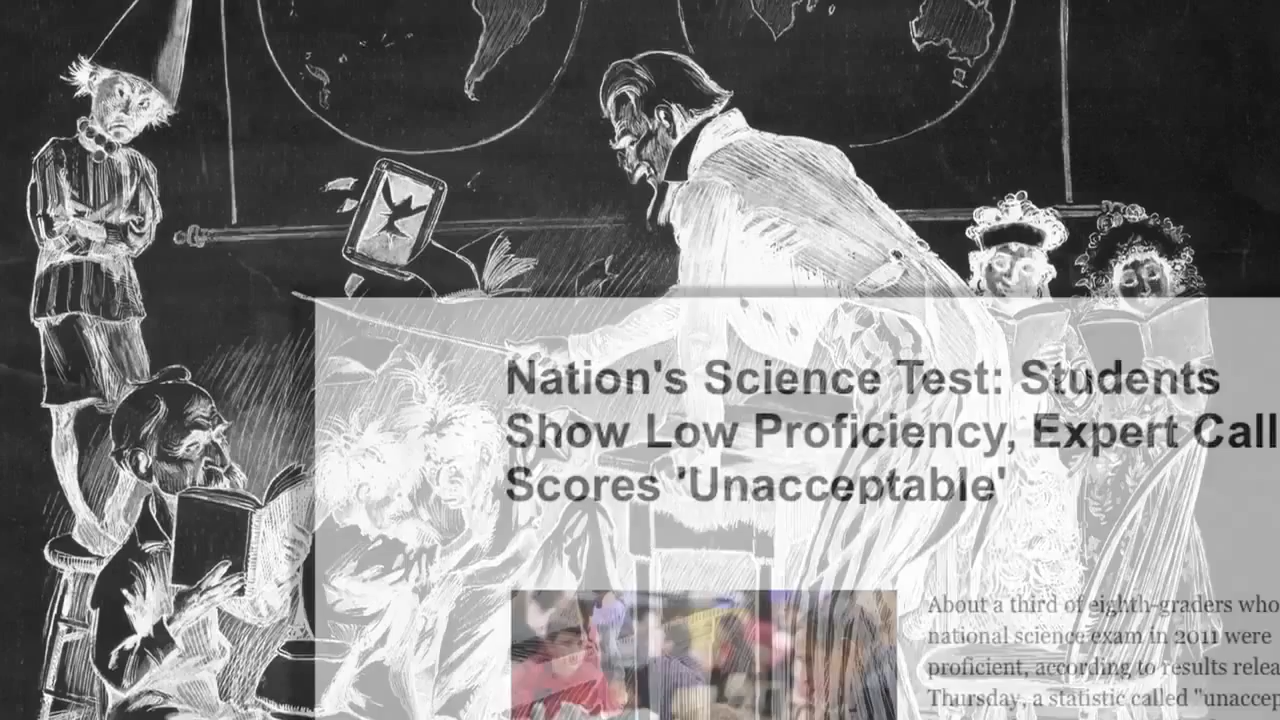 Nation's Science Test: Students
Show Low Proficiency, Expert Call
Scores 'Unacceptable'
About a third of eighth-graders who
national science exam in 2011 were
proficient, according to results relea
Thursday, a statistic called "unaccep